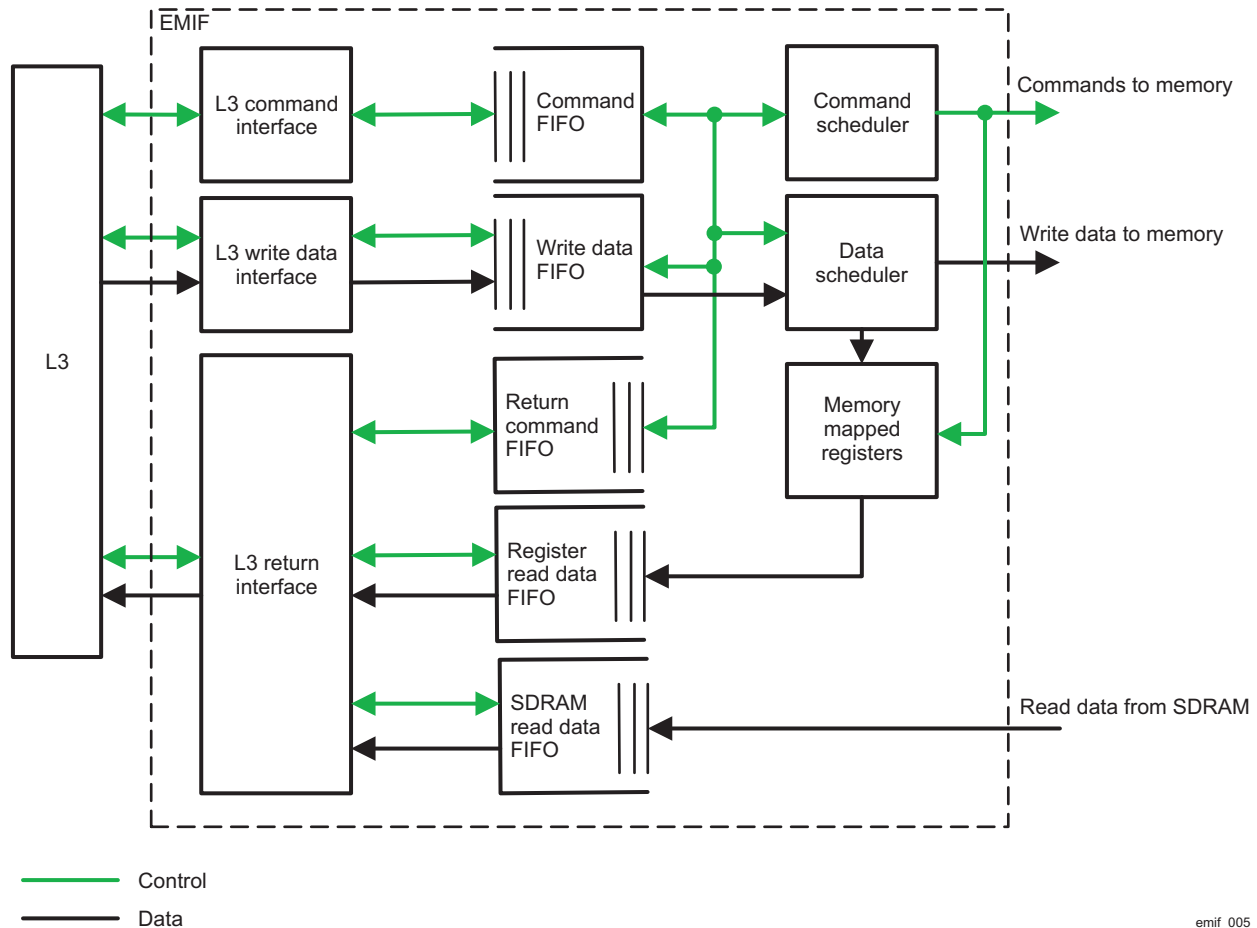 EMIF
L3 command
interface
Command
FIFO
Command
scheduler
Commands to memory
L3 write data
interface
Write data
FIFO
Data
scheduler
Write data to memory
L3
Return
command
FIFO
Memory
mapped
registers
L3 return
interface
Register
read data
FIFO
SDRAM
read data
FIFO
Read data from SDRAM
Control
Data
emif_005